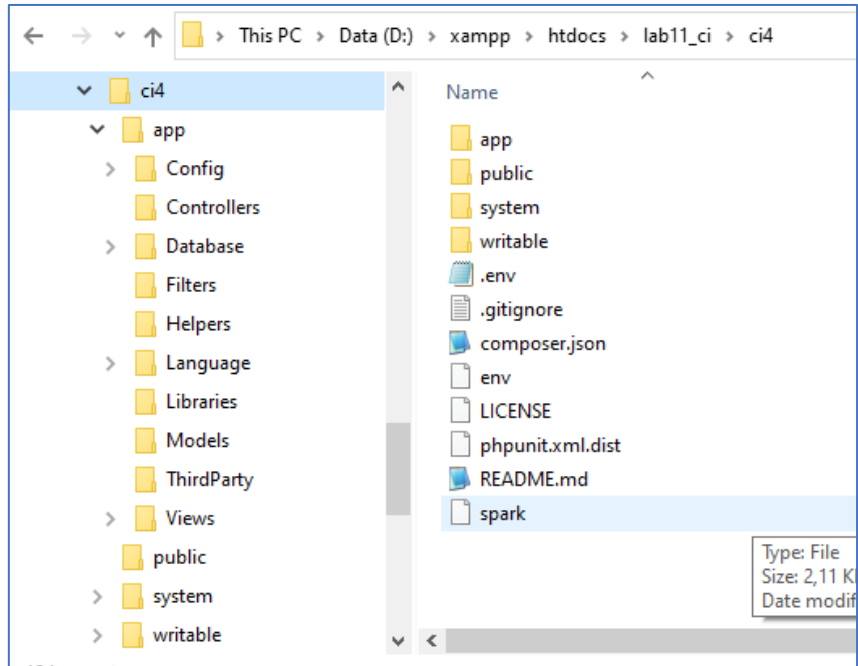 This PC > Data (D:) > xampp > htdocs > lab11_ci > ci4
ci4
app
Config
Controllers
Database
Filters
Helpers
Language
Libraries
Models
ThirdParty
Views
public
system
writable
Name
app
public
system
writable
.env
.gitignore
composer.json
env
LICENSE
phpunit.xml.dist
README.md
spark
Type: File
Size: 2,11 K
Date modif